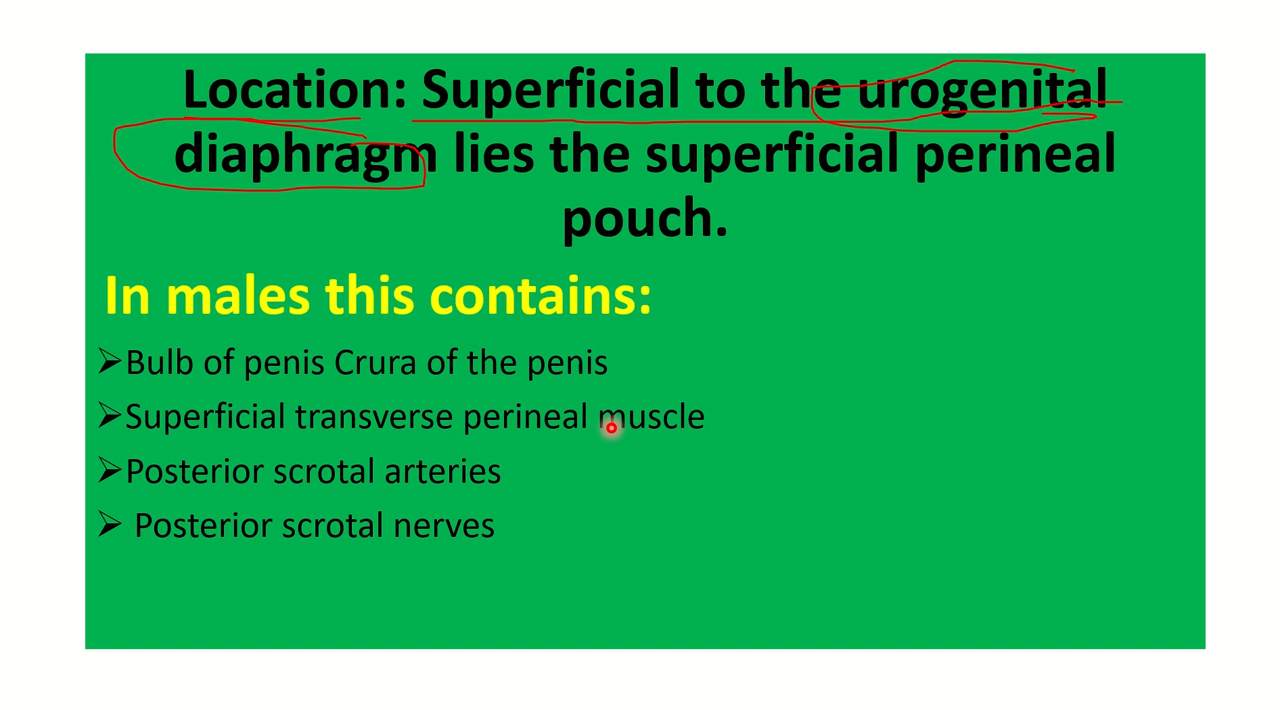 Location: Superficial to the urogenital
diaphragm lies the superficial perineal
pouch.
In males this contains:
➢Bulb of penis Crura of the penis
➢Superficial transverse perineal muscle
➢Posterior scrotal arteries
➢ Posterior scrotal nerves